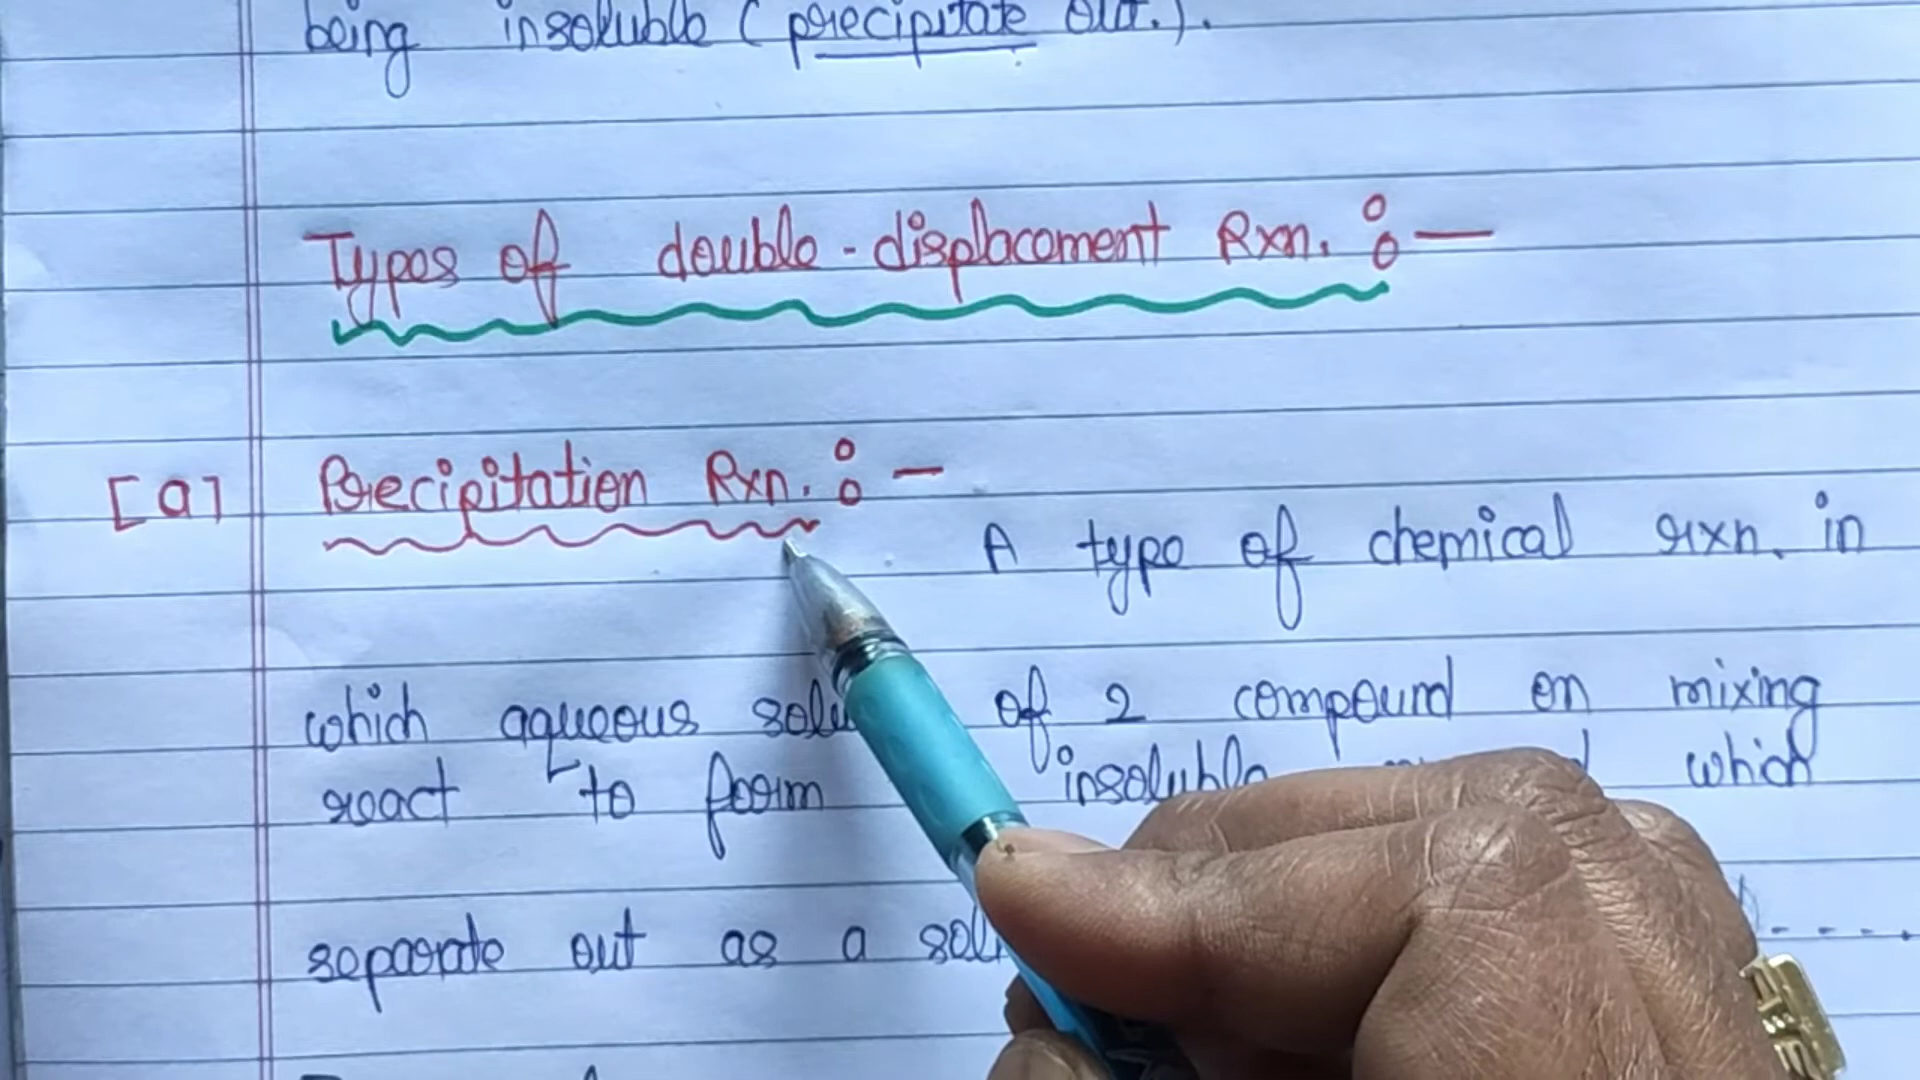 being insoluble (precipitate out.).
Types of double-displacement Rxn. :-
[a] Precipitation Rxn. :-
A type of chemical rxn. in
which aqueous of 2 compound on mixing
react to form insoluble which
separate out as a